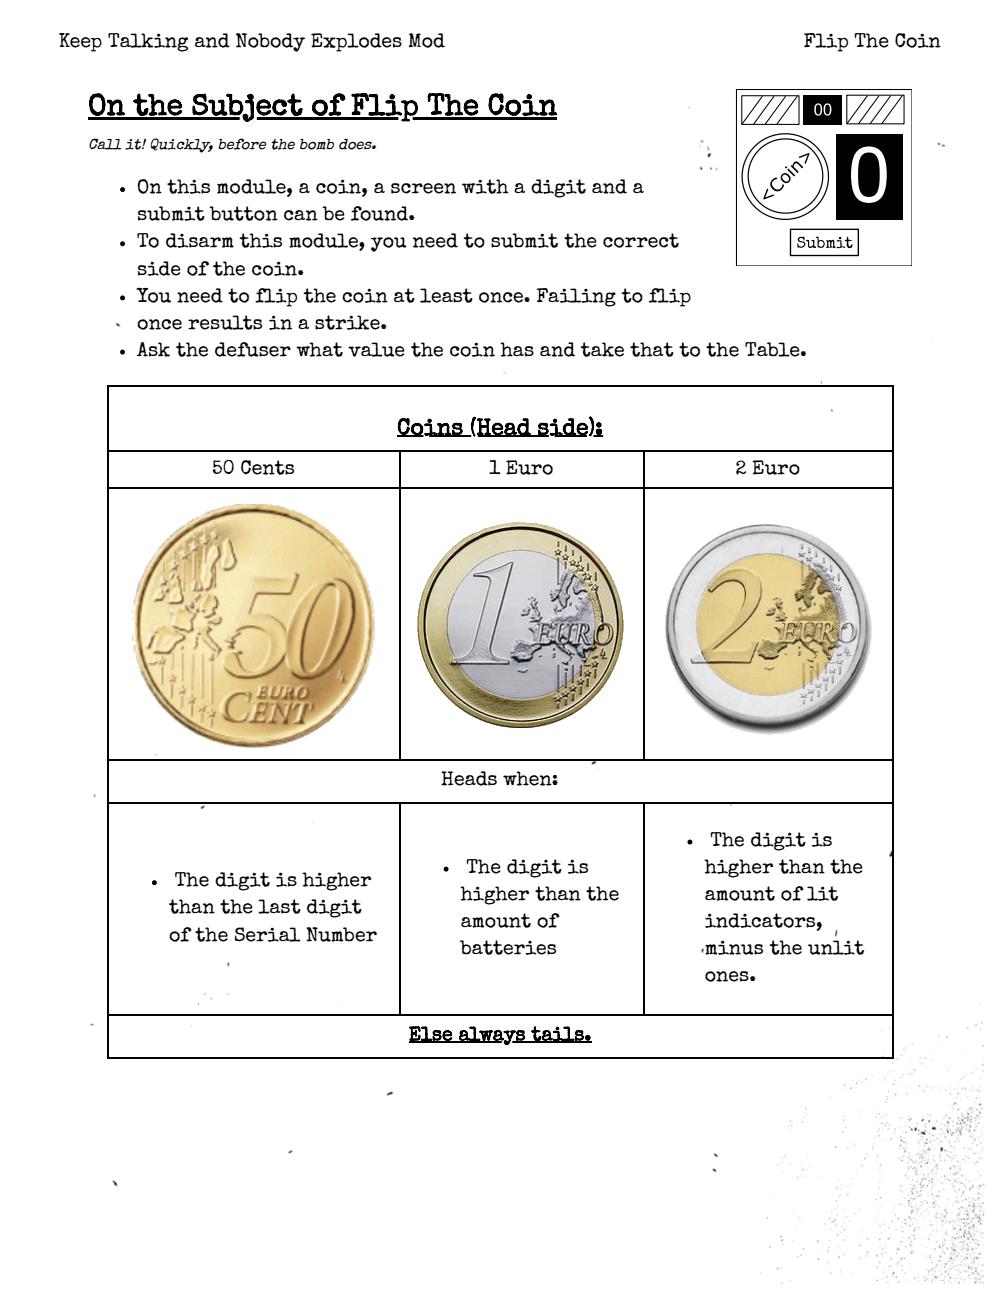 Keep Talking and Nobody Explodes Mod
Flip The Coin
On the Subject of Flip The Coin
Call it! Quickly, before the bomb does.
00
<Coin>
0
Submit
• On this module, a coin, a screen with a digit and a
submit button can be found.
• To disarm this module, you need to submit the correct
side of the coin.
• You need to flip the coin at least once. Failing to flip
once results in a strike.
• Ask the defuser what value the coin has and take that to the Table.
Coins (Head side):
50 Cents
1 Euro
2 Euro
50
EURO
CENT
1
EURO
2
EURO
Heads when:
• The digit is higher
than the last digit
of the Serial Number
• The digit is
higher than the
amount of
batteries
• The digit is
higher than the
amount of lit
indicators,
minus the unlit
ones.
Else always tails.